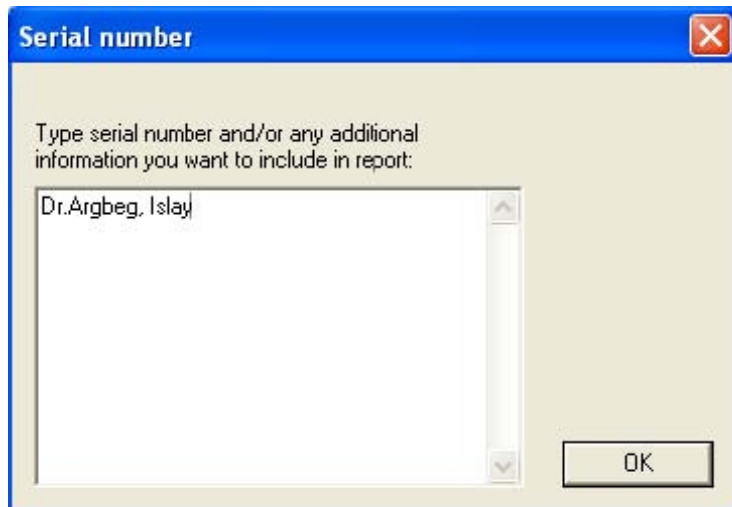 Serial number
Type serial number and/or any additional
information you want to include in report:
Dr.Argbeg, Islay
OK